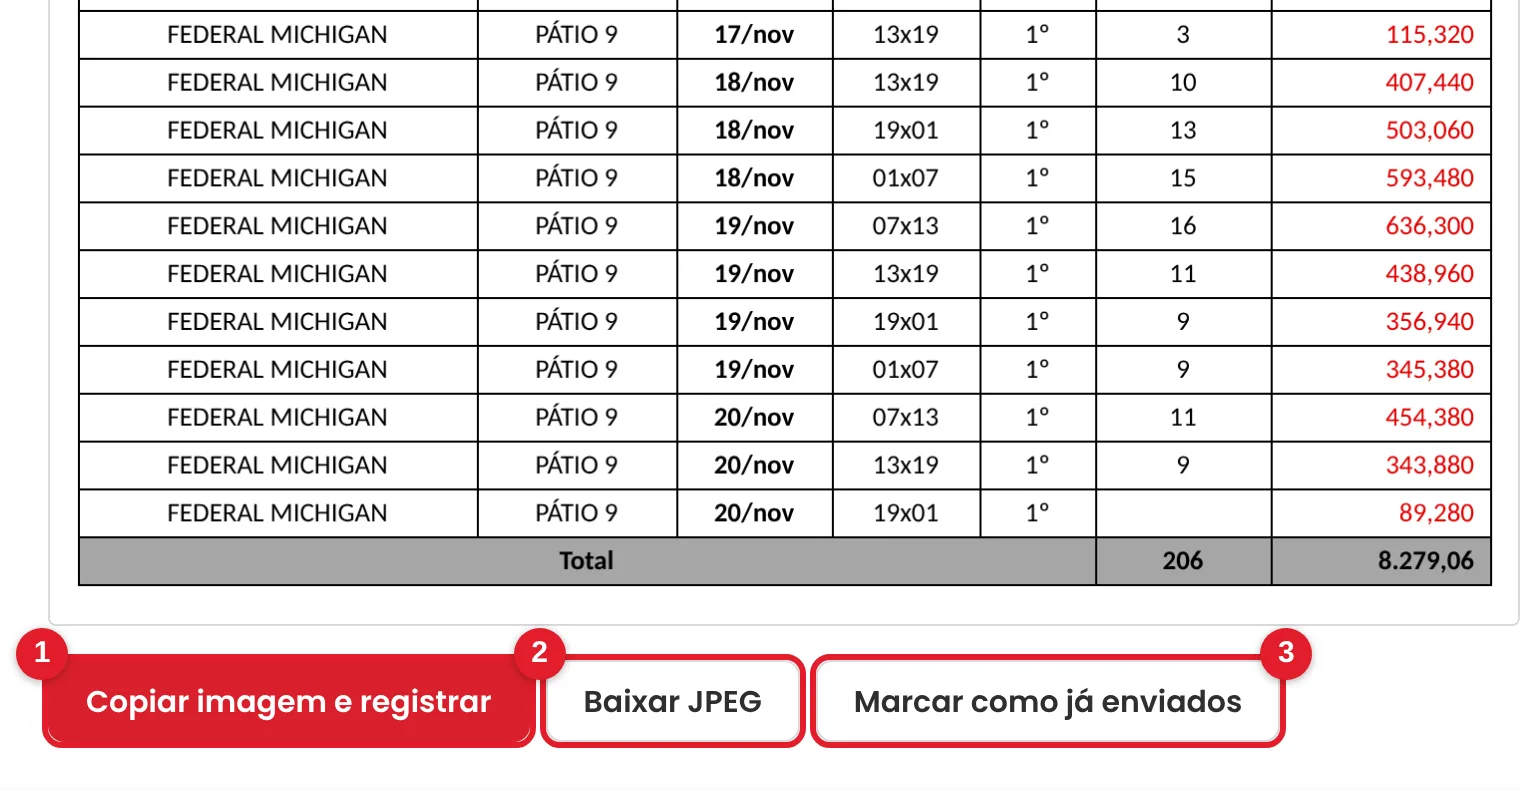 FEDERAL MICHIGAN PÁTIO 9 17/nov 13x19 1º 3 115,320
FEDERAL MICHIGAN PÁTIO 9 18/nov 13x19 1º 10 407,440
FEDERAL MICHIGAN PÁTIO 9 18/nov 19x01 1º 13 503,060
FEDERAL MICHIGAN PÁTIO 9 18/nov 01x07 1º 15 593,480
FEDERAL MICHIGAN PÁTIO 9 19/nov 07x13 1º 16 636,300
FEDERAL MICHIGAN PÁTIO 9 19/nov 13x19 1º 11 438,960
FEDERAL MICHIGAN PÁTIO 9 19/nov 19x01 1º 9 356,940
FEDERAL MICHIGAN PÁTIO 9 19/nov 01x07 1º 9 345,380
FEDERAL MICHIGAN PÁTIO 9 20/nov 07x13 1º 11 454,380
FEDERAL MICHIGAN PÁTIO 9 20/nov 13x19 1º 9 343,880
FEDERAL MICHIGAN PÁTIO 9 20/nov 19x01 1º 89,280
Total 206 8.279,06
1 2 3
Copiar imagem e registrar Baixar JPEG Marcar como já enviados